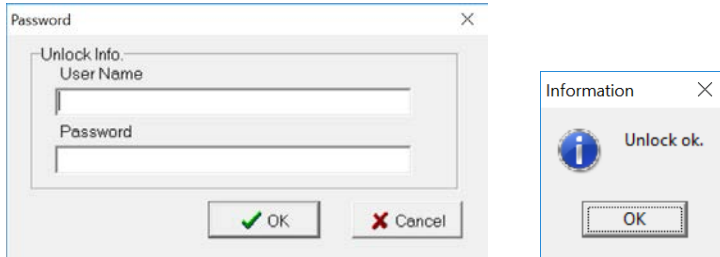 Password
Unlock Info.
User Name
Password
OK
Cancel
Information
Unlock ok.
OK